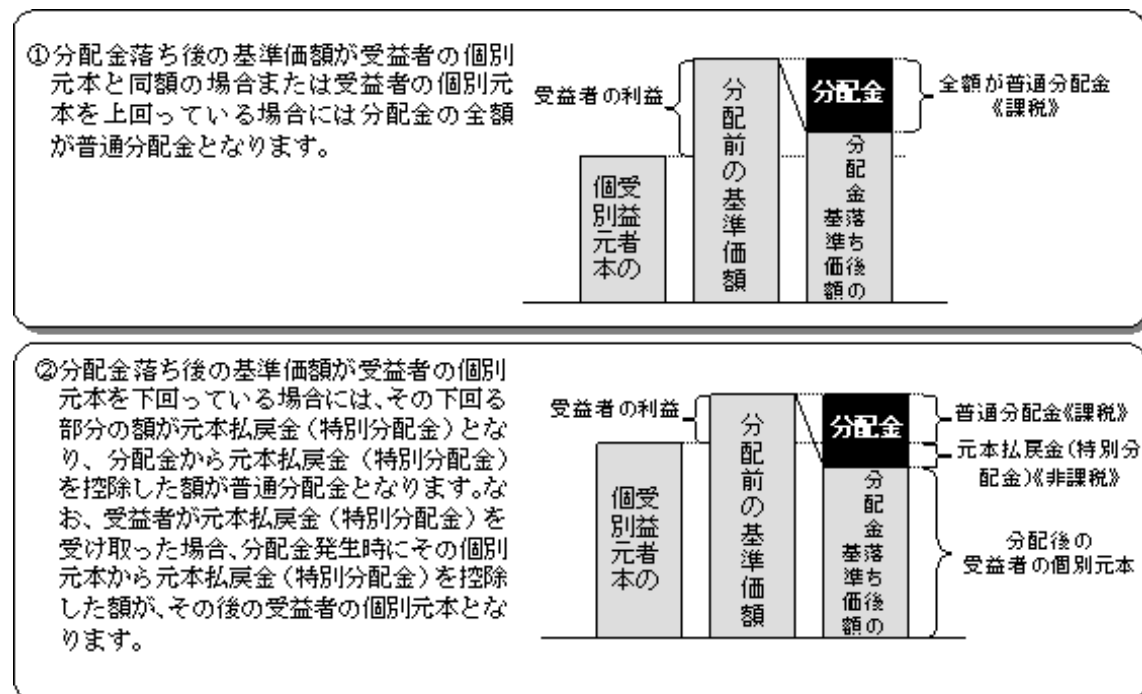 ①分配金落ち後の基準価額が受益者の個別
元本と同額の場合または受益者の個別元
本を上回っている場合には分配金の全額
が普通分配金となります。
受益者の利益
個別元本
受益者の
分配前の基準価額
分配金
分配金落ち後の
基準価額
全額が普通分配金
《課税》
②分配金落ち後の基準価額が受益者の個別
元本を下回っている場合には、その下回る
部分の額が元本払戻金（特別分配金）とな
り、分配金から元本払戻金（特別分配金）
を控除した額が普通分配金となります。な
お、受益者が元本払戻金（特別分配金）を
受け取った場合、分配金発生時にその個別
元本から元本払戻金（特別分配金）を控除
した額が、その後の受益者の個別元本とな
ります。
受益者の利益
受益者の
個別元本
分配前の基準価額
分配金
分配金落ち後の
基準価額
普通分配金《課税》
元本払戻金(特別分
配金)《非課税》
分配後の
受益者の個別元本